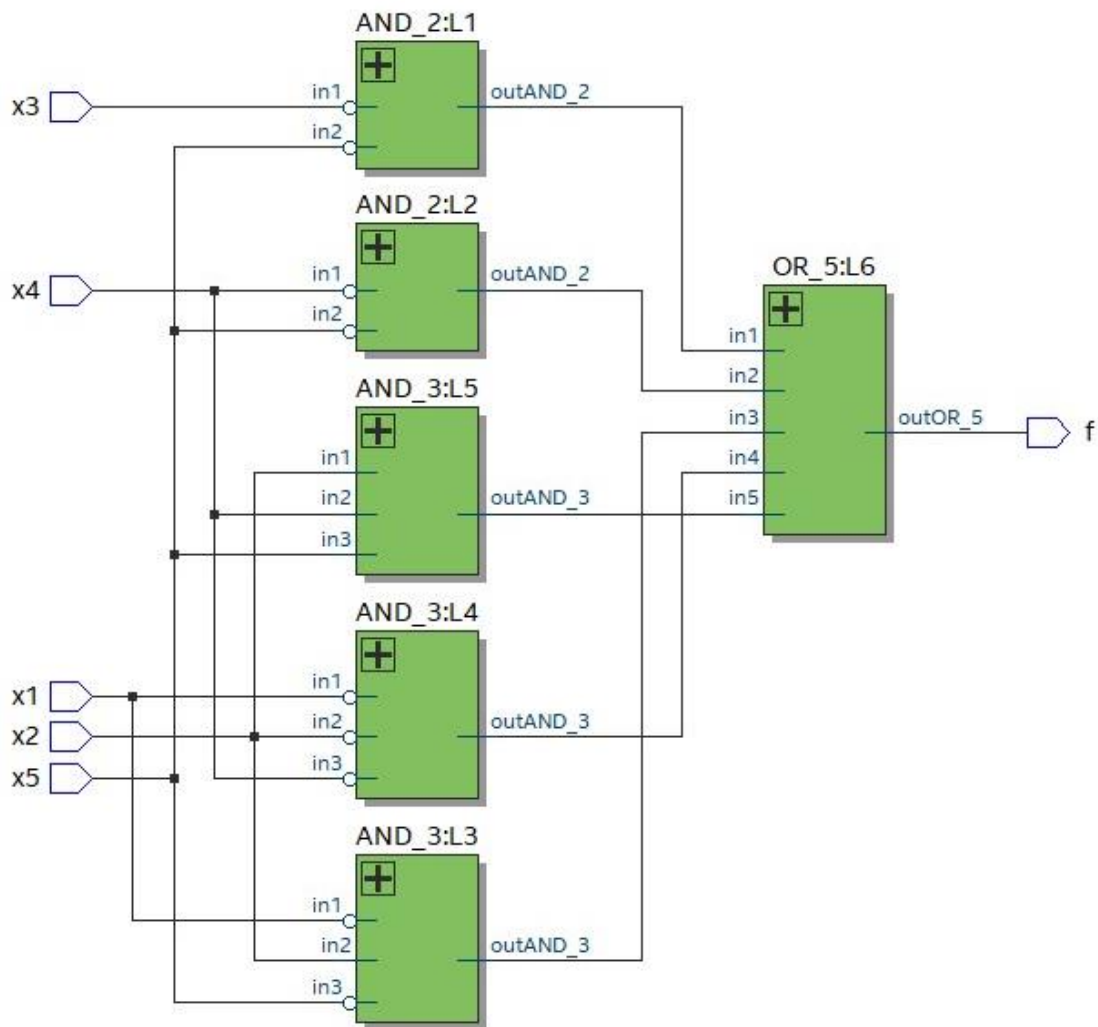 AND_2:L1
x3
in1
in2
outAND_2
AND_2:L2
x4
in1
in2
outAND_2
OR_5:L6
in1
in2
in3
in4
in5
outOR_5
f
AND_3:L5
in1
in2
in3
outAND_3
AND_3:L4
x1
x2
x5
in1
in2
in3
outAND_3
AND_3:L3
in1
in2
in3
outAND_3